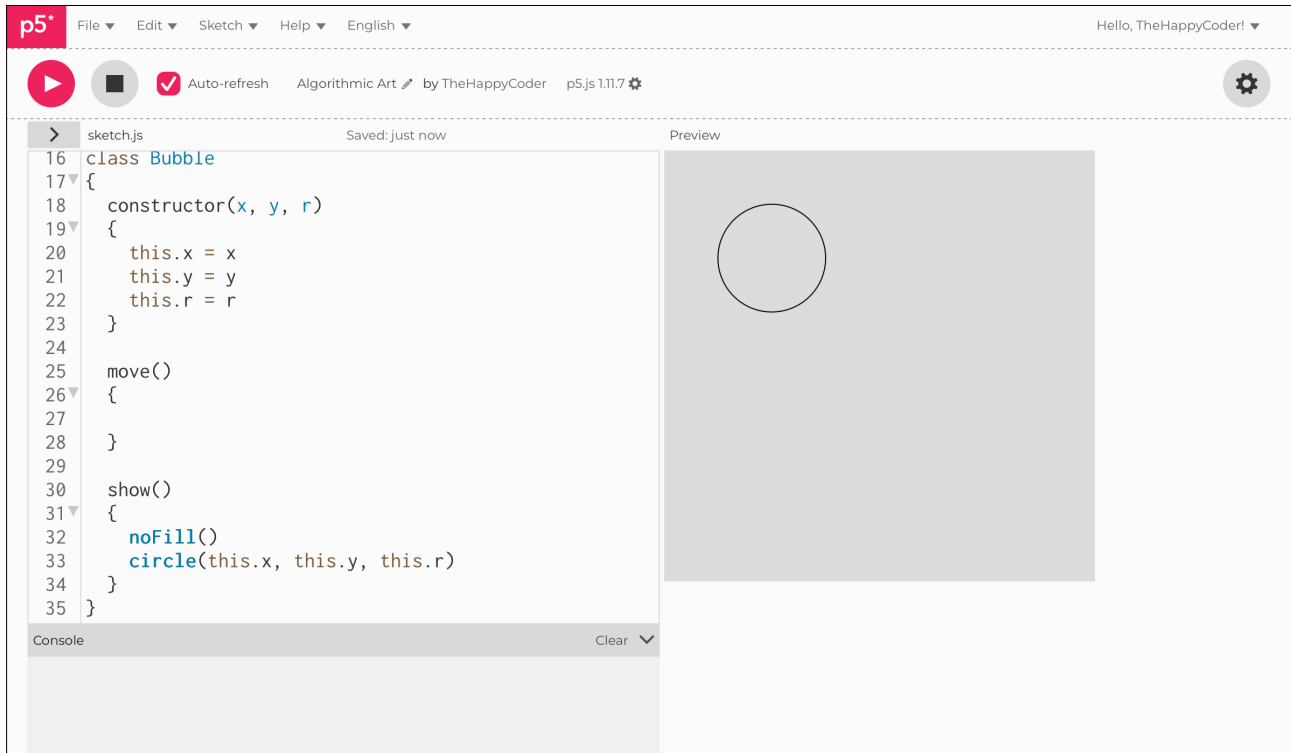 p5* File Edit Sketch Help English Hello, TheHappyCoder!
Auto-refresh Algorithmic Art by TheHappyCoder p5.js 1.11.7
sketch.js Saved: just now Preview
16 class Bubble
17 {
18 constructor(x, y, r)
19 {
20 this.x = x
21 this.y = y
22 this.r = r
23 }
24
25 move()
26 {
27
28 }
29
30 show()
31 {
32 noFill()
33 circle(this.x, this.y, this.r)
34 }
35 }
Console Clear